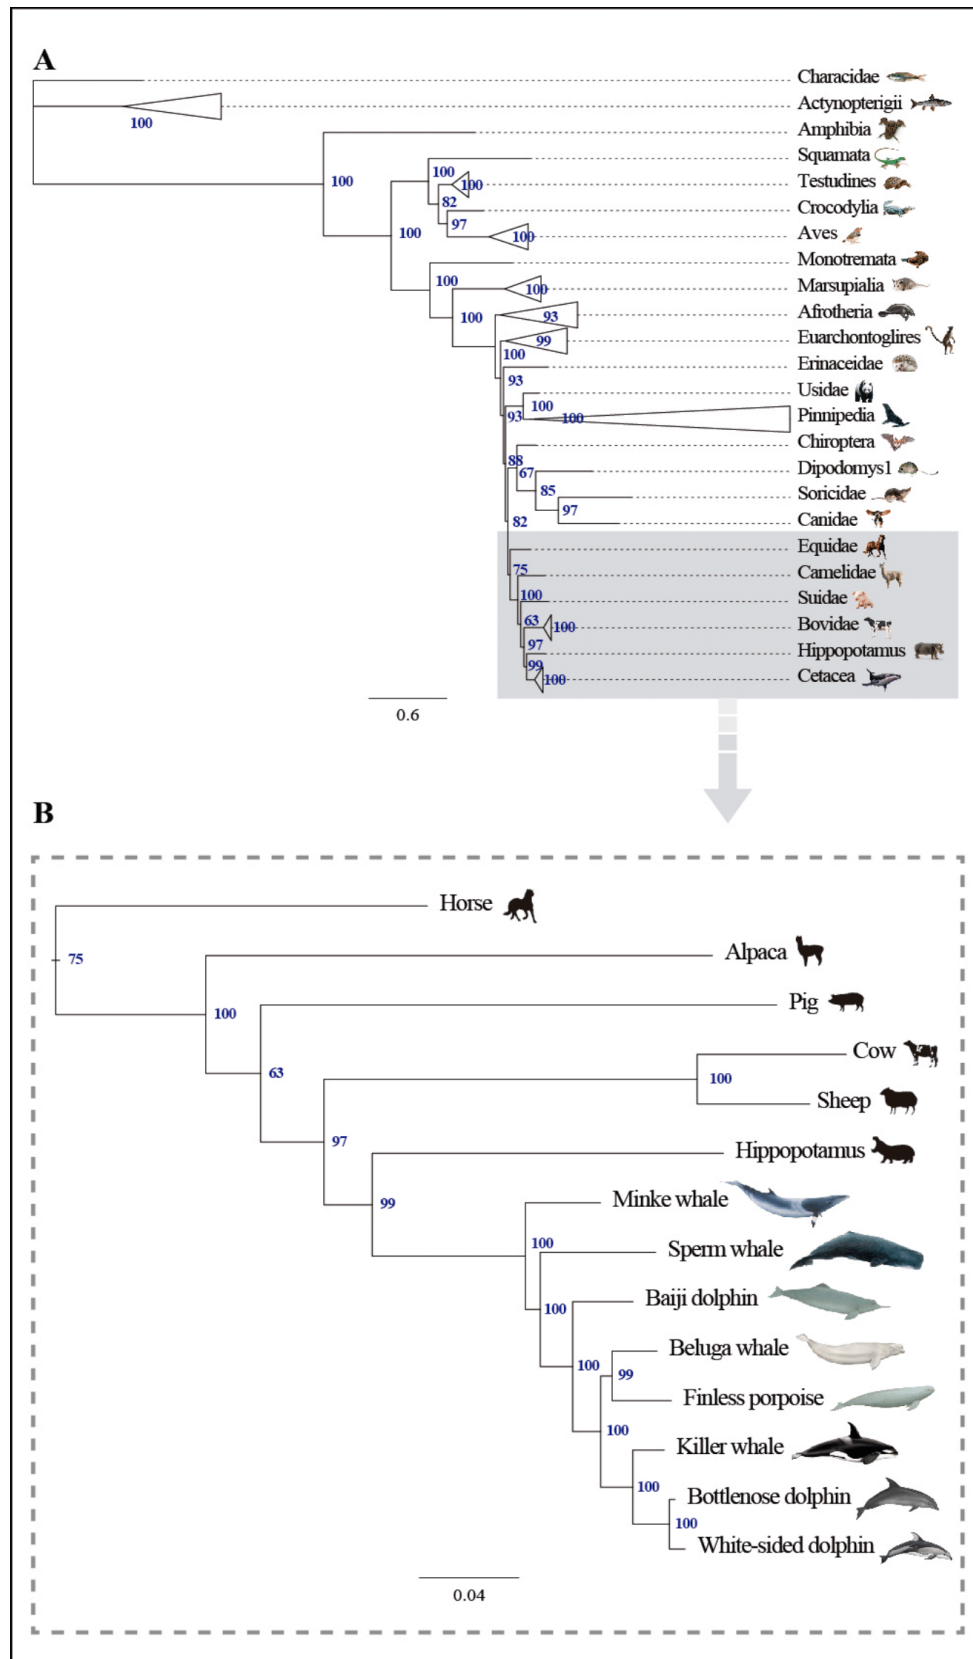 A
Characidae
100
Actynopterigii
Amphibia
100
Squamata
100
100
Testudines
82
Crocodylia
97
100
100
Aves
Monotremata
100
100
Marsupialia
100
93
Afrotheria
99
Euarchontoglires
100
Erinaceidae
93
Usidae
100
93
100
Pinnipedia
Chiroptera
88
67
Dipodomys1
85
Soricidae
97
82
Canidae
Equidae
75
Camelidae
100
Suidae
63
100
Bovidae
97
Hippopotamus
99
100
Cetacea
0.6
B
Horse
75
Alpaca
100
Pig
63
Cow
100
Sheep
97
Hippopotamus
99
Minke whale
100
Sperm whale
100
Baiji dolphin
100
Beluga whale
99
Finless porpoise
100
Killer whale
100
Bottlenose dolphin
100
White-sided dolphin
0.04